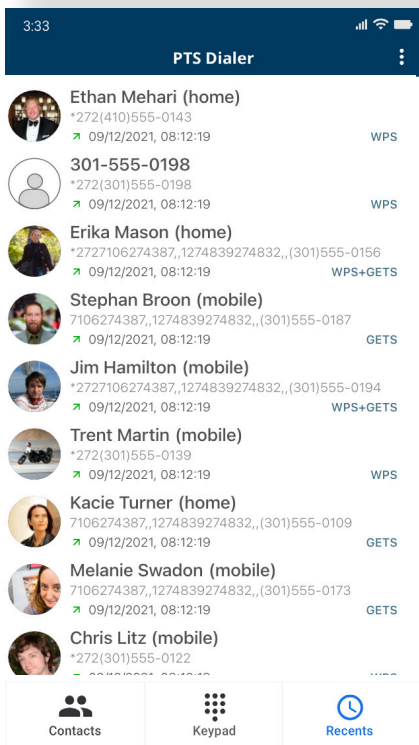 3:33
PTS Dialer
Ethan Mehari (home)
*272(410)555-0143
09/12/2021, 08:12:19 WPS
301-555-0198
*272(301)555-0198
09/12/2021, 08:12:19 WPS
Erika Mason (home)
*2727106274387,,1274839274832,,(301)555-0156
09/12/2021, 08:12:19 WPS+GETS
Stephan Broon (mobile)
7106274387,,1274839274832,,(301)555-0187
09/12/2021, 08:12:19 GETS
Jim Hamilton (mobile)
*2727106274387,,1274839274832,,(301)555-0194
09/12/2021, 08:12:19 WPS+GETS
Trent Martin (mobile)
*272(301)555-0139
09/12/2021, 08:12:19 WPS
Kacie Turner (home)
7106274387,,1274839274832,,(301)555-0109
09/12/2021, 08:12:19 GETS
Melanie Swadon (mobile)
7106274387,,1274839274832,,(301)555-0173
09/12/2021, 08:12:19 GETS
Chris Litz (mobile)
*272(301)555-0122
Contacts Keypad Recents